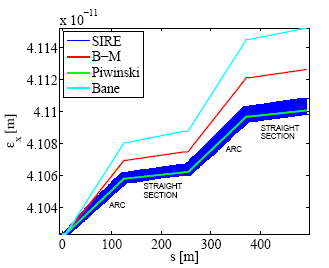 x 10⁻¹¹
4.114
4.112
4.11
4.108
4.106
4.104
εx [m]
SIRE
B−M
Piwinski
Bane
ARC
STRAIGHT
SECTION
ARC
STRAIGHT
SECTION
0
100
200
300
400
s [m]